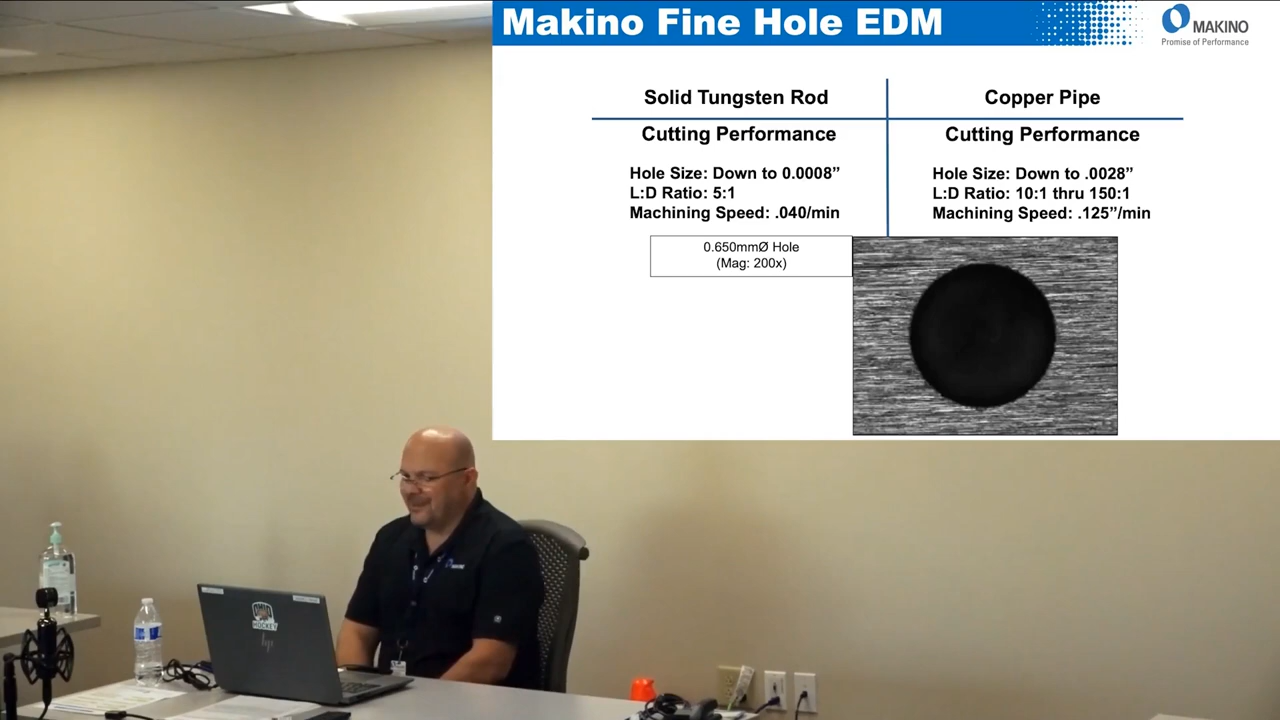 Makino Fine Hole EDM
MAKINO
Promise of Performance
Solid Tungsten Rod
Copper Pipe
Cutting Performance
Cutting Performance
Hole Size: Down to 0.0008”
L:D Ratio: 5:1
Machining Speed: .040/min
Hole Size: Down to .0028”
L:D Ratio: 10:1 thru 150:1
Machining Speed: .125”/min
0.650mmØ Hole
(Mag: 200x)
OHIO
HOCKEY
hp